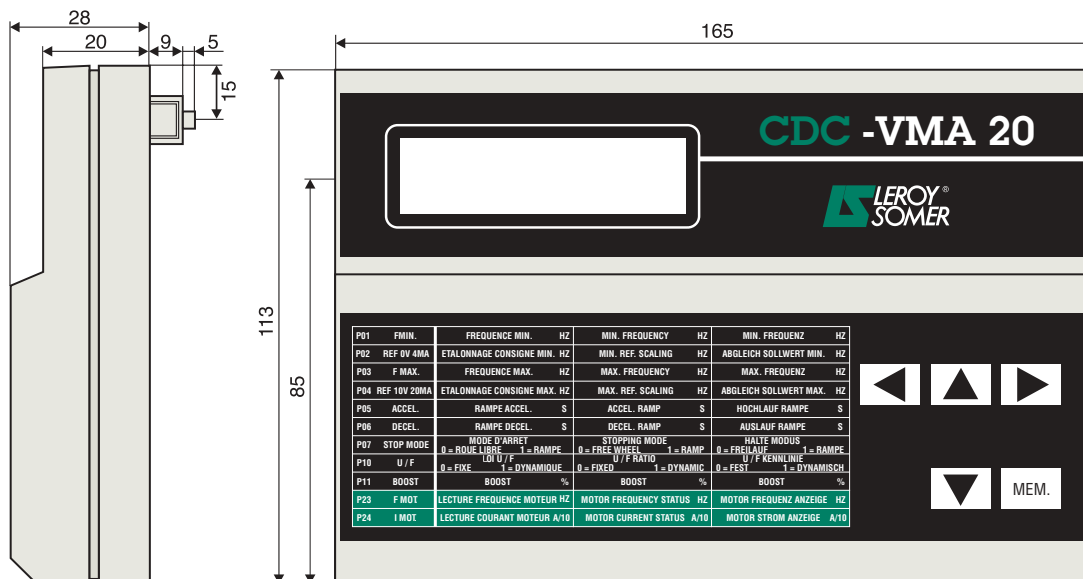 28
20
9
5
15
165
113
85
CDC -VMA 20
LEROY®
SOMER
P01 FMIN. FREQUENCE MIN. HZ MIN. FREQUENCY HZ MIN. FREQUENZ HZ
P02 REF 0V 4MA ETALONNAGE CONSIGNE MIN. HZ MIN. REF. SCALING HZ ABGLEICH SOLLWERT MIN. HZ
P03 F MAX. FREQUENCE MAX. HZ MAX. FREQUENCY HZ MAX. FREQUENZ HZ
P04 REF 10V 20MA ETALONNAGE CONSIGNE MAX. HZ MAX. REF. SCALING HZ ABGLEICH SOLLWERT MAX. HZ
P05 ACCEL. RAMPE ACCEL. S ACCEL. RAMP S HOCHLAUF RAMPE S
P06 DECEL. RAMPE DECEL. S DECEL. RAMP S AUSLAUF RAMPE S
P07 STOP MODE MODE D'ARRET STOPPING MODE HALTE MODUS
0 = ROUE LIBRE 1 = RAMPE 0 = FREE WHEEL 1 = RAMP 0 = FREILAUF 1 = RAMPE
P10 U / F LOI U / F U / F RATIO U / F KENNLINIE
0 = FIXE 1 = DYNAMIQUE 0 = FIXED 1 = DYNAMIC 0 = FEST 1 = DYNAMISCH
P11 BOOST BOOST % BOOST % BOOST %
P23 F MOT. LECTURE FREQUENCE MOTEUR HZ MOTOR FREQUENCY STATUS HZ MOTOR FREQUENZ ANZEIGE HZ
P24 I MOT. LECTURE COURANT MOTEUR A/10 MOTOR CURRENT STATUS A/10 MOTOR STROM ANZEIGE A/10
MEM.